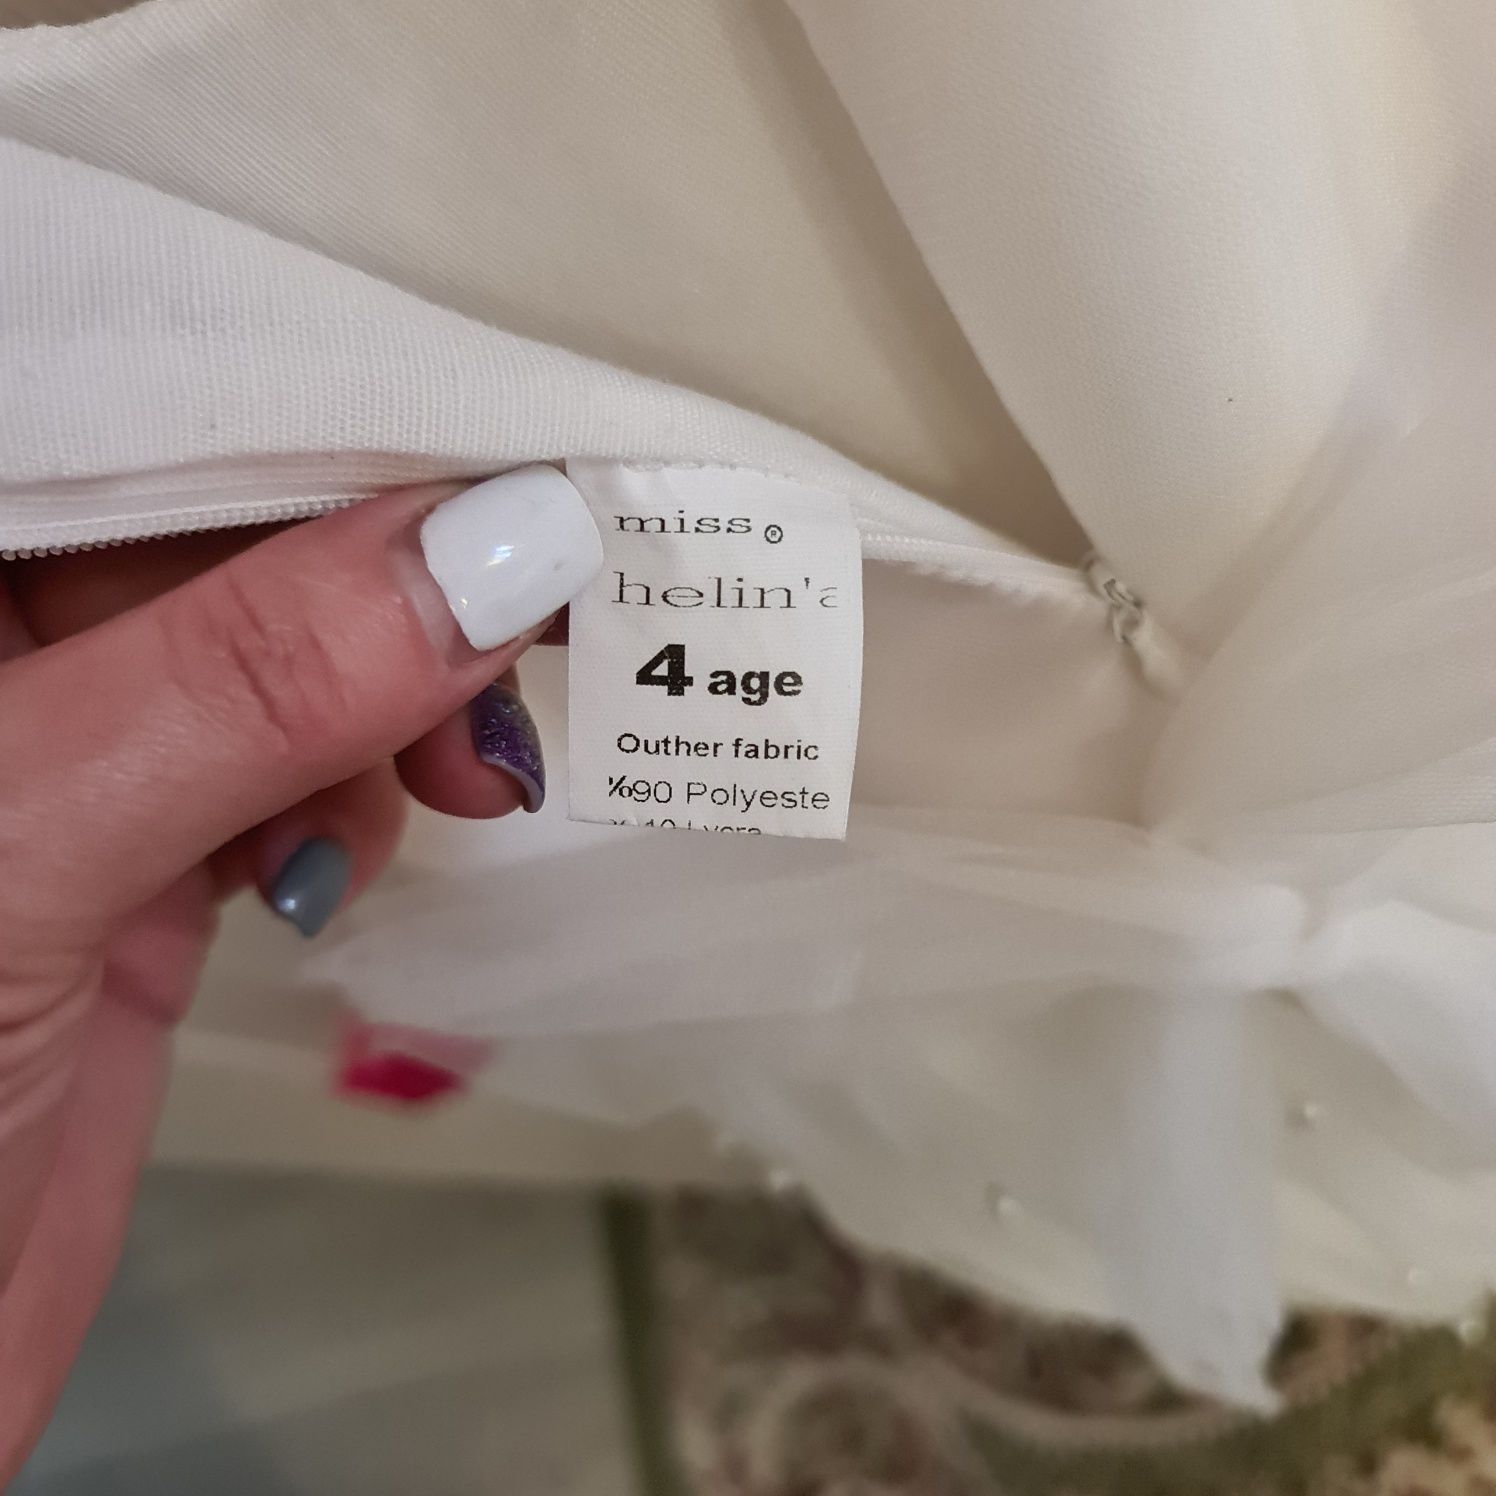 miss ®
helin'a
4 age
Outher fabric
%90 Polyeste